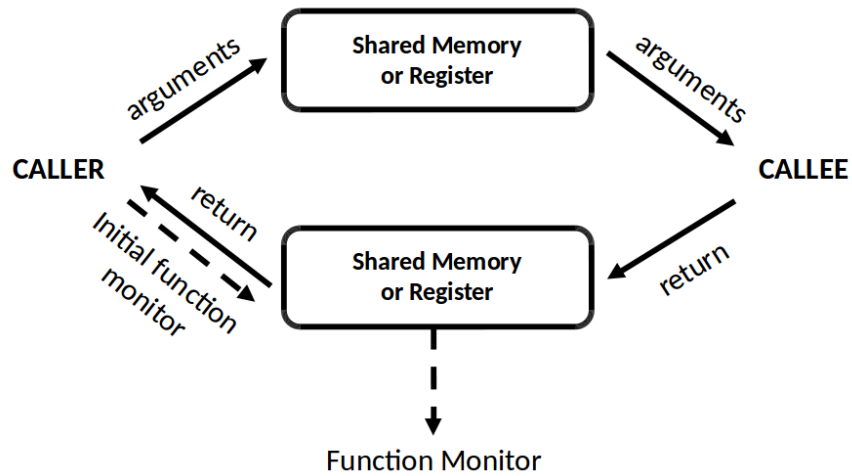 Shared Memory
or Register
arguments
arguments
CALLER
CALLEE
return
Initial function
monitor
Shared Memory
or Register
return
Function Monitor